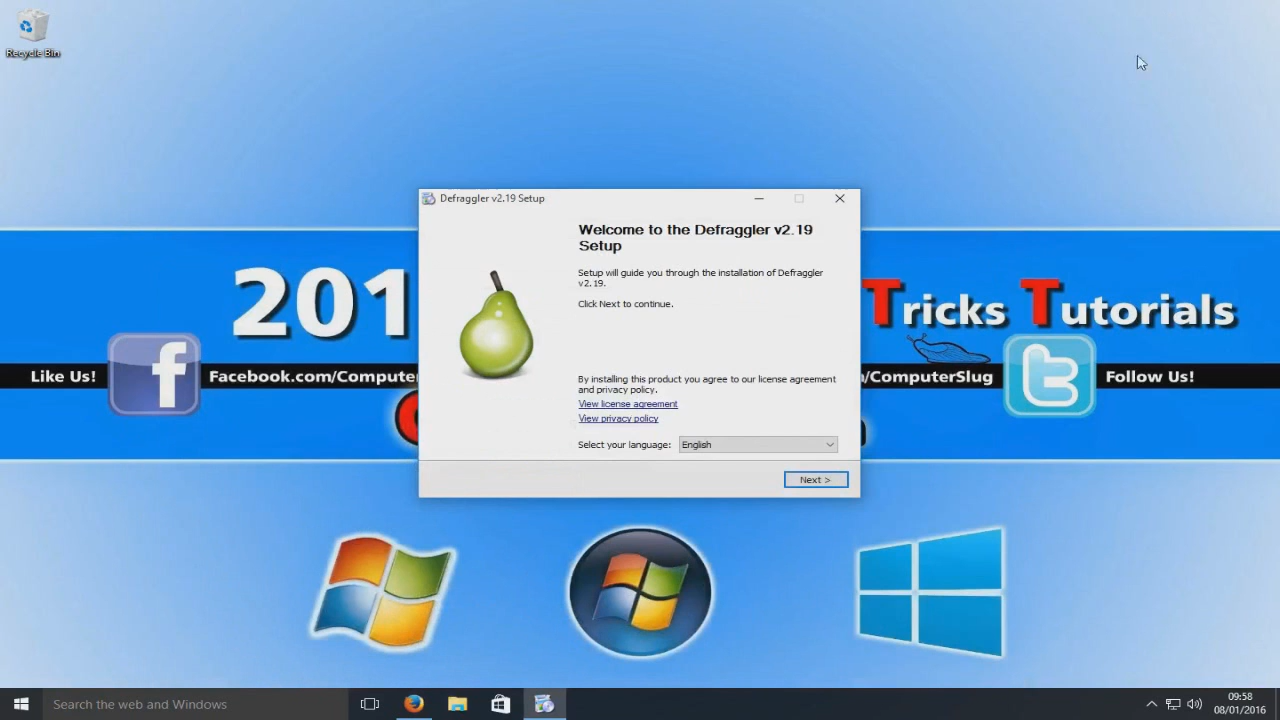 Recycle Bin
Defraggler v2.19 Setup
Welcome to the Defraggler v2.19
Setup
Setup will guide you through the installation of Defraggler
v2.19.
Click Next to continue.
By installing this product you agree to our license agreement
and privacy policy.
View license agreement
View privacy policy
Select your language: English
Next >
201
Tricks Tutorials
Like Us!
Facebook.com/Computer
/ComputerSlug
Follow Us!
Search the web and Windows
09:58
08/01/2016